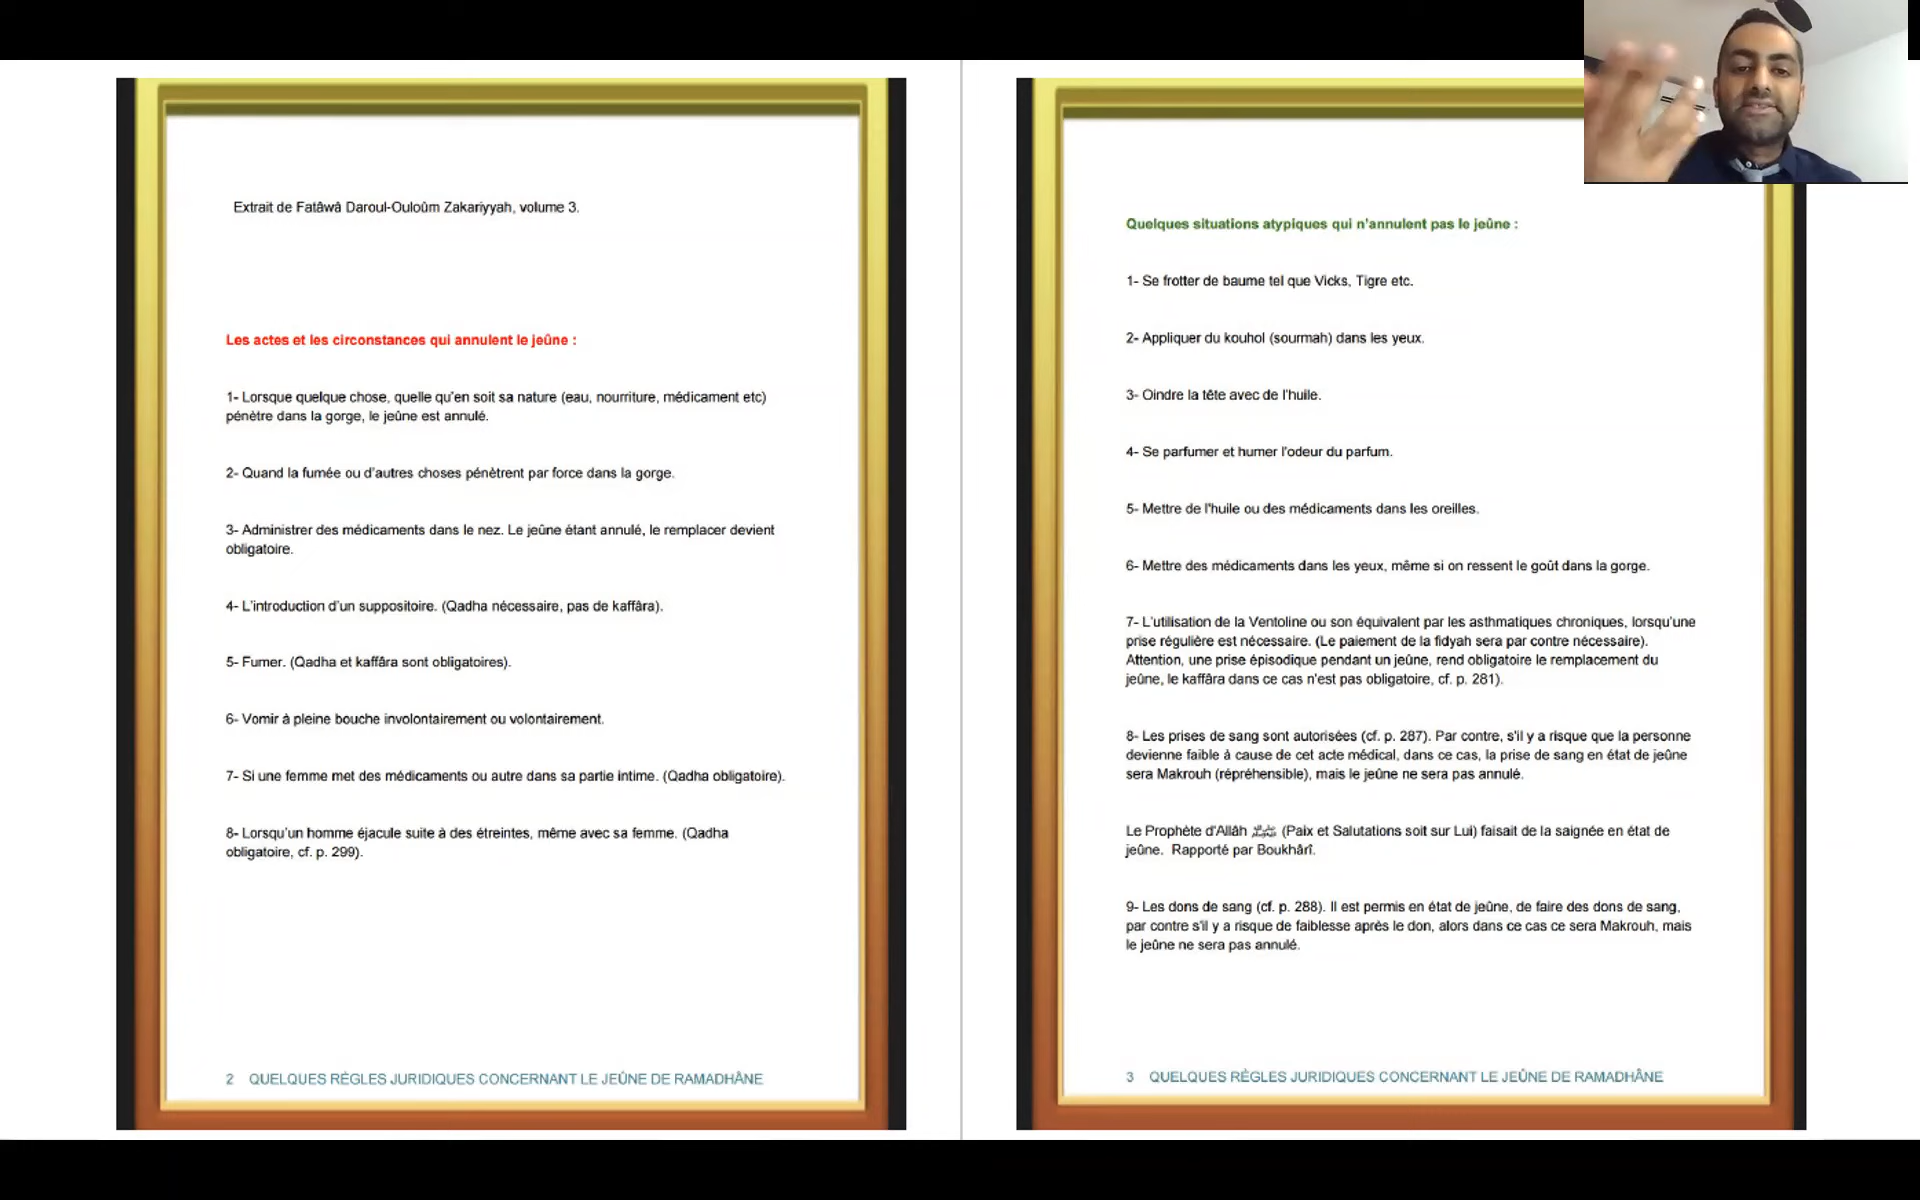 Extrait de Fatâwâ Daroul-Ouloûm Zakariyyah, volume 3.
Les actes et les circonstances qui annulent le jeûne :
1- Lorsque quelque chose, quelle qu'en soit sa nature (eau, nourriture, médicament etc)
pénètre dans la gorge, le jeûne est annulé.
2- Quand la fumée ou d'autres choses pénètrent par force dans la gorge.
3- Administrer des médicaments dans le nez. Le jeûne étant annulé, le remplacer devient
obligatoire.
4- L'introduction d'un suppositoire. (Qadha nécessaire, pas de kaffâra).
5- Fumer. (Qadha et kaffâra sont obligatoires).
6- Vomir à pleine bouche involontairement ou volontairement.
7- Si une femme met des médicaments ou autre dans sa partie intime. (Qadha obligatoire).
8- Lorsqu'un homme éjacule suite à des étreintes, même avec sa femme. (Qadha
obligatoire, cf. p. 299).
2 QUELQUES RÈGLES JURIDIQUES CONCERNANT LE JEÛNE DE RAMADHÂNE
Quelques situations atypiques qui n'annulent pas le jeûne :
1- Se frotter de baume tel que Vicks, Tigre etc.
2- Appliquer du kouhol (sourmah) dans les yeux.
3- Oindre la tête avec de l'huile.
4- Se parfumer et humer l'odeur du parfum.
5- Mettre de l'huile ou des médicaments dans les oreilles.
6- Mettre des médicaments dans les yeux, même si on ressent le goût dans la gorge.
7- L'utilisation de la Ventoline ou son équivalent par les asthmatiques chroniques, lorsqu'une
prise régulière est nécessaire. (Le paiement de la fidyah sera par contre nécessaire).
Attention, une prise épisodique pendant un jeûne, rend obligatoire le remplacement du
jeûne, le kaffâra dans ce cas n'est pas obligatoire, cf. p. 281).
8- Les prises de sang sont autorisées (cf. p. 287). Par contre, s'il y a risque que la personne
devienne faible à cause de cet acte médical, dans ce cas, la prise de sang en état de jeûne
sera Makrouh (répréhensible), mais le jeûne ne sera pas annulé.
Le Prophète d'Allâh ﷺ (Paix et Salutations soit sur Lui) faisait de la saignée en état de
jeûne. Rapporté par Boukhârî.
9- Les dons de sang (cf. p. 288). Il est permis en état de jeûne, de faire des dons de sang,
par contre s'il y a risque de faiblesse après le don, alors dans ce cas ce sera Makrouh, mais
le jeûne ne sera pas annulé.
3 QUELQUES RÈGLES JURIDIQUES CONCERNANT LE JEÛNE DE RAMADHÂNE